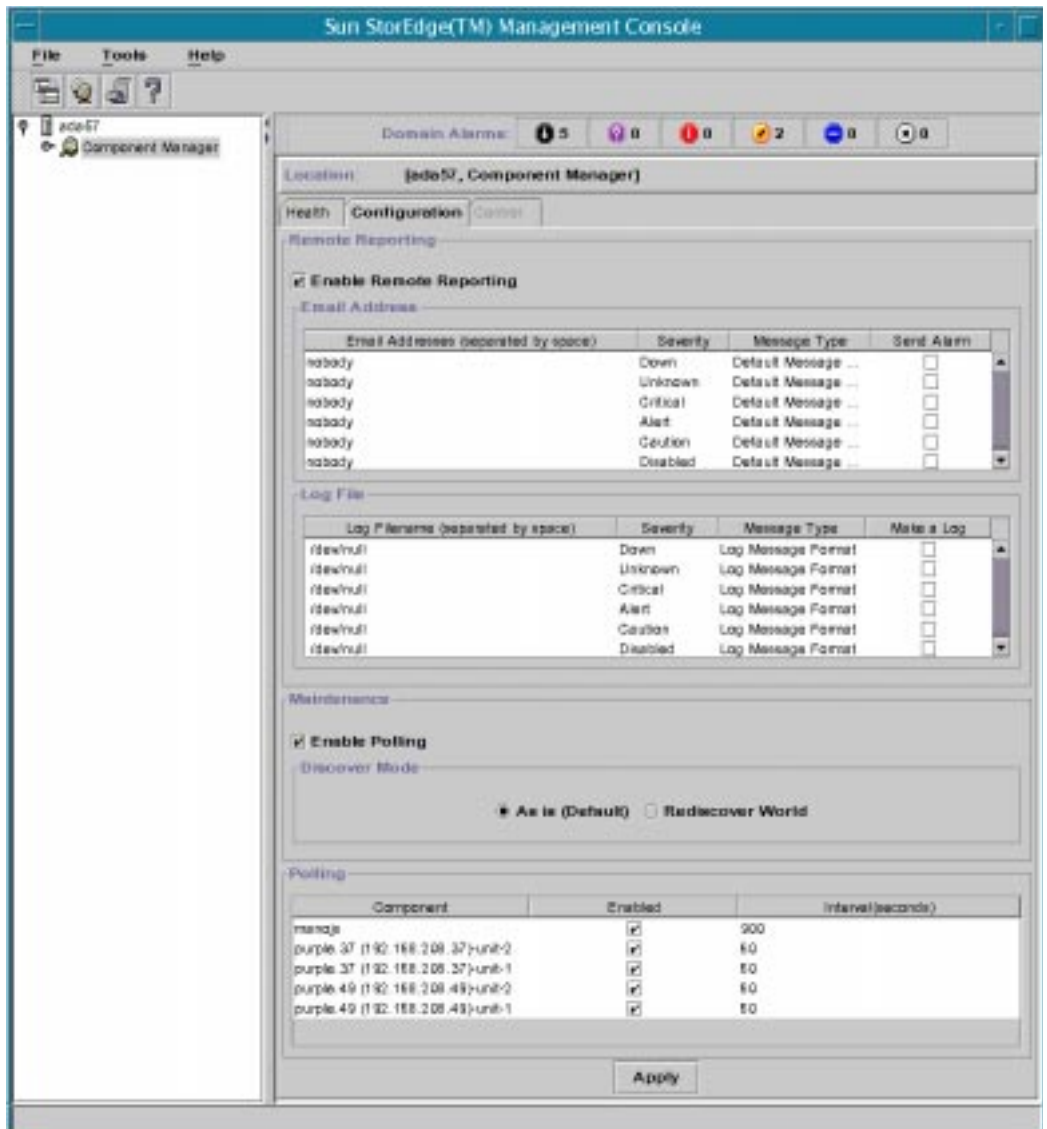 Sun StorEdge(TM) Management Console
File Tools Help
ada57
Component Manager
Domain Alarms: 5 0 0 2 0 0
Location: [ada57, Component Manager]
Health Configuration Carrier
Remote Reporting
Enable Remote Reporting
Email Address
Email Addresses (separated by space) Severity Message Type Send Alarm
nobody Down Default Message ...
nobody Unknown Default Message ...
nobody Critical Default Message ...
nobody Alert Default Message ...
nobody Caution Default Message ...
nobody Disabled Default Message ...
Log File
Log Filename (separated by space) Severity Message Type Make a Log
/dev/null Down Log Message Format
/dev/null Unknown Log Message Format
/dev/null Critical Log Message Format
/dev/null Alert Log Message Format
/dev/null Caution Log Message Format
/dev/null Disabled Log Message Format
Maintenance
Enable Polling
Discover Mode
As is (Default) Rediscover World
Polling
Component Enabled Interval(seconds)
900
purple.37 (192.168.208.37)-unit-2 60
purple.37 (192.168.208.37)-unit-1 60
purple.49 (192.168.208.49)-unit-2 60
purple.49 (192.168.208.49)-unit-1 60
Apply